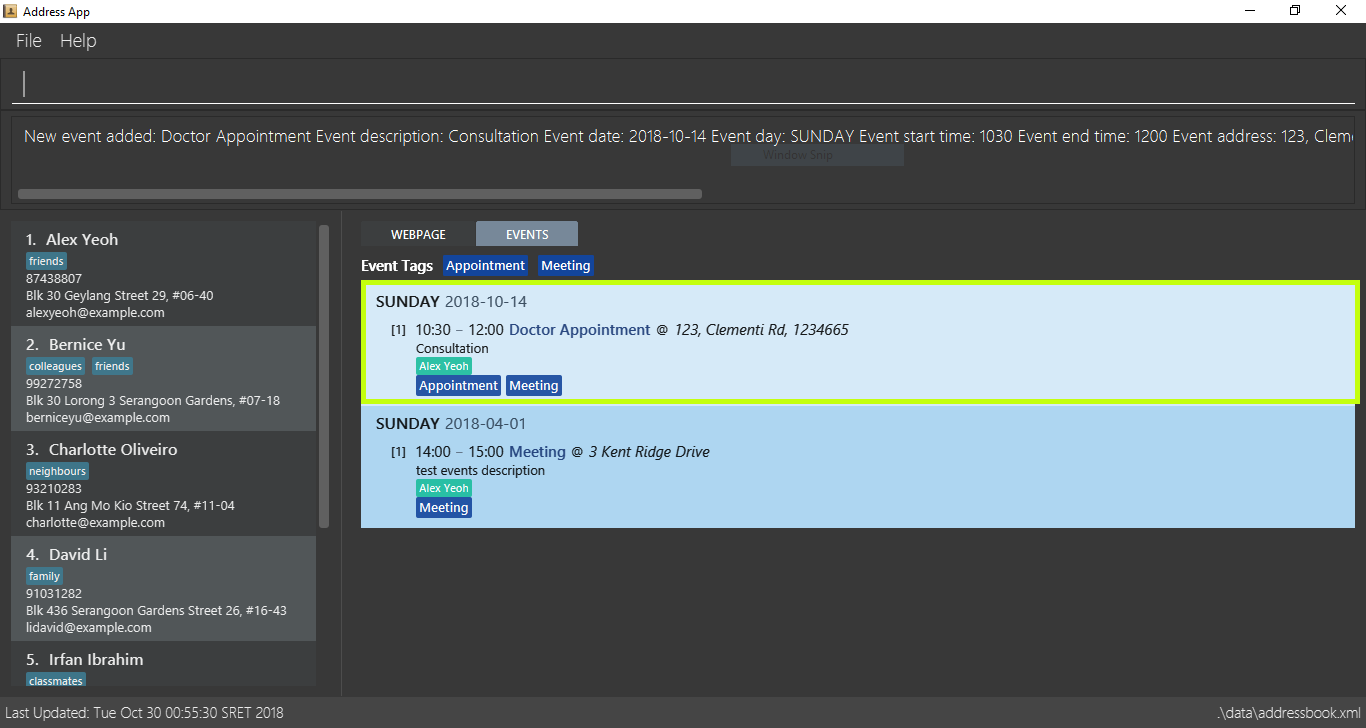 Address App
File Help
New event added: Doctor Appointment Event description: Consultation Event date: 2018-10-14 Event day: SUNDAY Event start time: 1030 Event end time: 1200 Event address: 123, Cleme
Window Snip
1. Alex Yeoh
friends
87438807
Blk 30 Geylang Street 29, #06-40
alexyeoh@example.com
2. Bernice Yu
colleagues friends
99272758
Blk 30 Lorong 3 Serangoon Gardens, #07-18
berniceyu@example.com
3. Charlotte Oliveiro
neighbours
93210283
Blk 11 Ang Mo Kio Street 74, #11-04
charlotte@example.com
4. David Li
family
91031282
Blk 436 Serangoon Gardens Street 26, #16-43
lidavid@example.com
5. Irfan Ibrahim
classmates
WEBPAGE EVENTS
Event Tags Appointment Meeting
SUNDAY 2018-10-14
[1] 10:30 – 12:00 Doctor Appointment @ 123, Clementi Rd, 1234665
Consultation
Alex Yeoh
Appointment Meeting
SUNDAY 2018-04-01
[1] 14:00 – 15:00 Meeting @ 3 Kent Ridge Drive
test events description
Alex Yeoh
Meeting
Last Updated: Tue Oct 30 00:55:30 SRET 2018
.\data\addressbook.xml